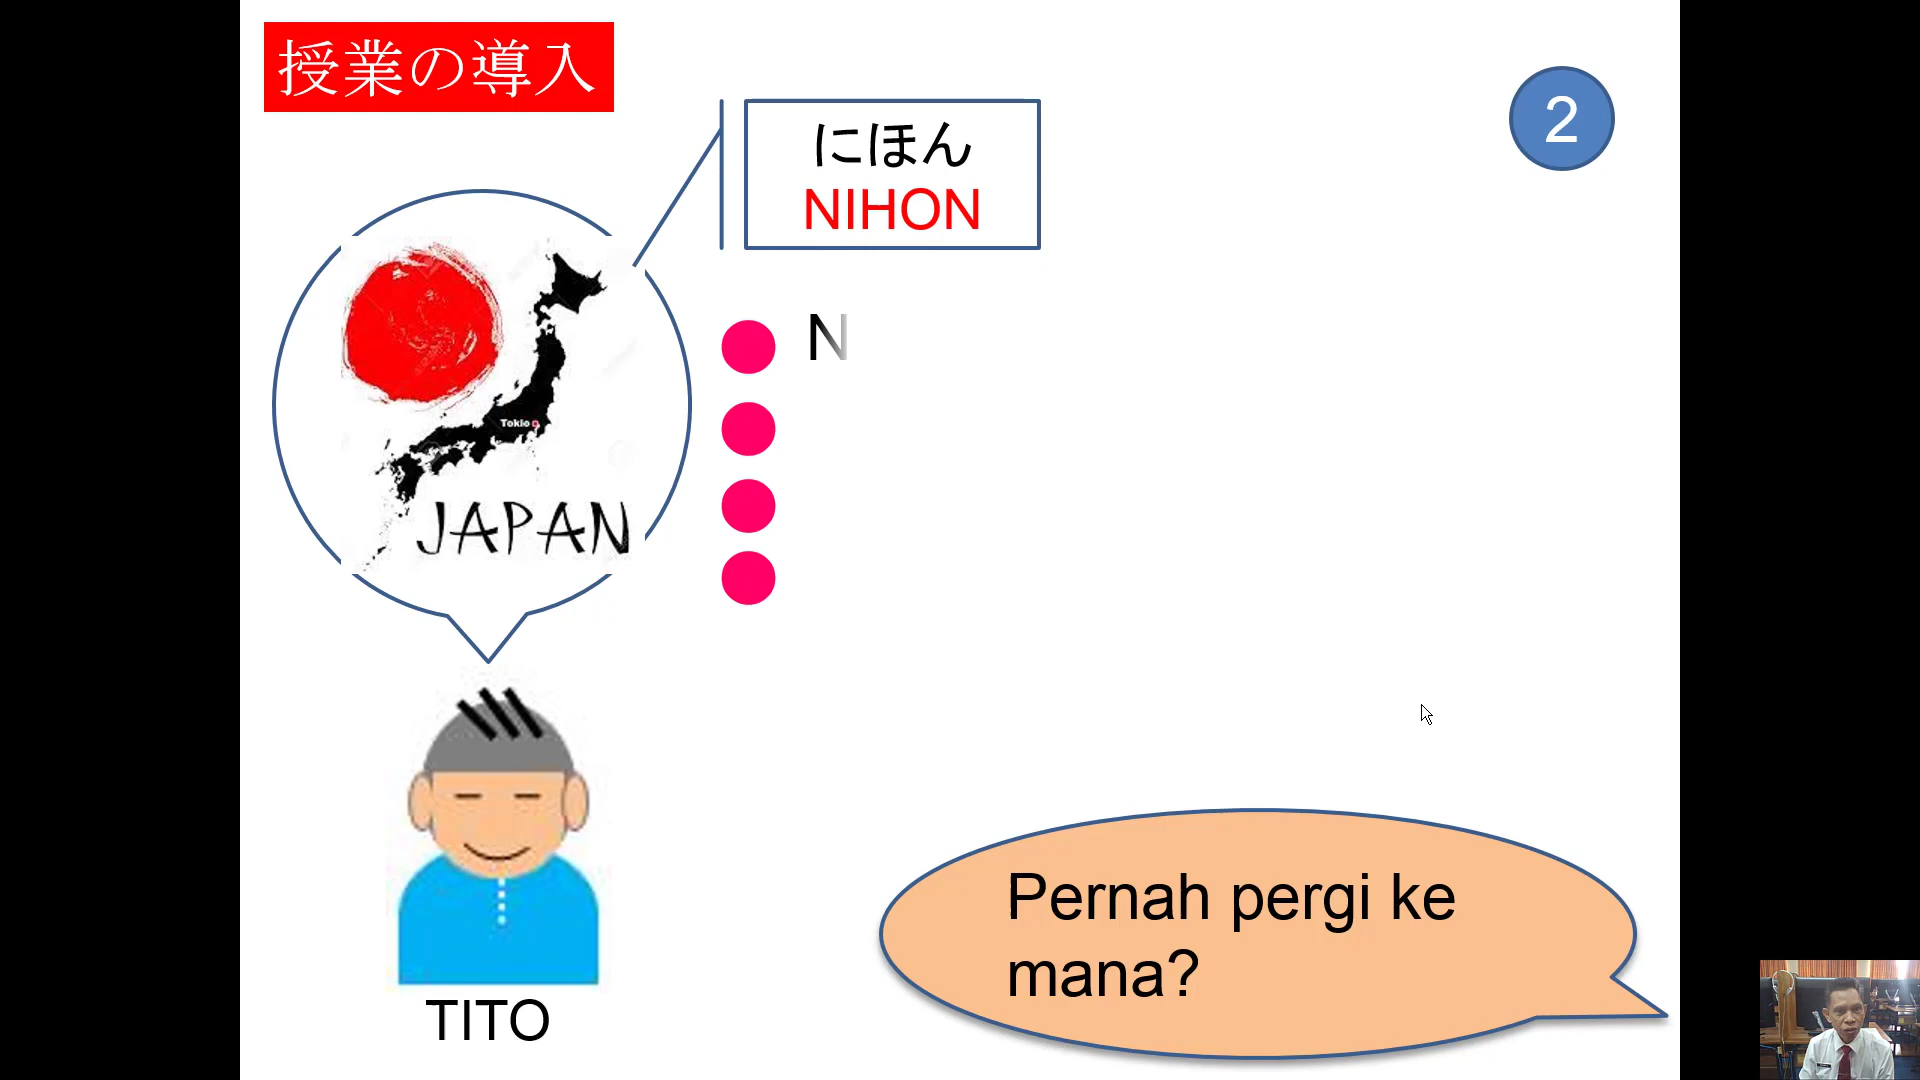 授業の導入
2
にほん
NIHON
N
Tokio
JAPAN
TITO
Pernah pergi ke
mana?